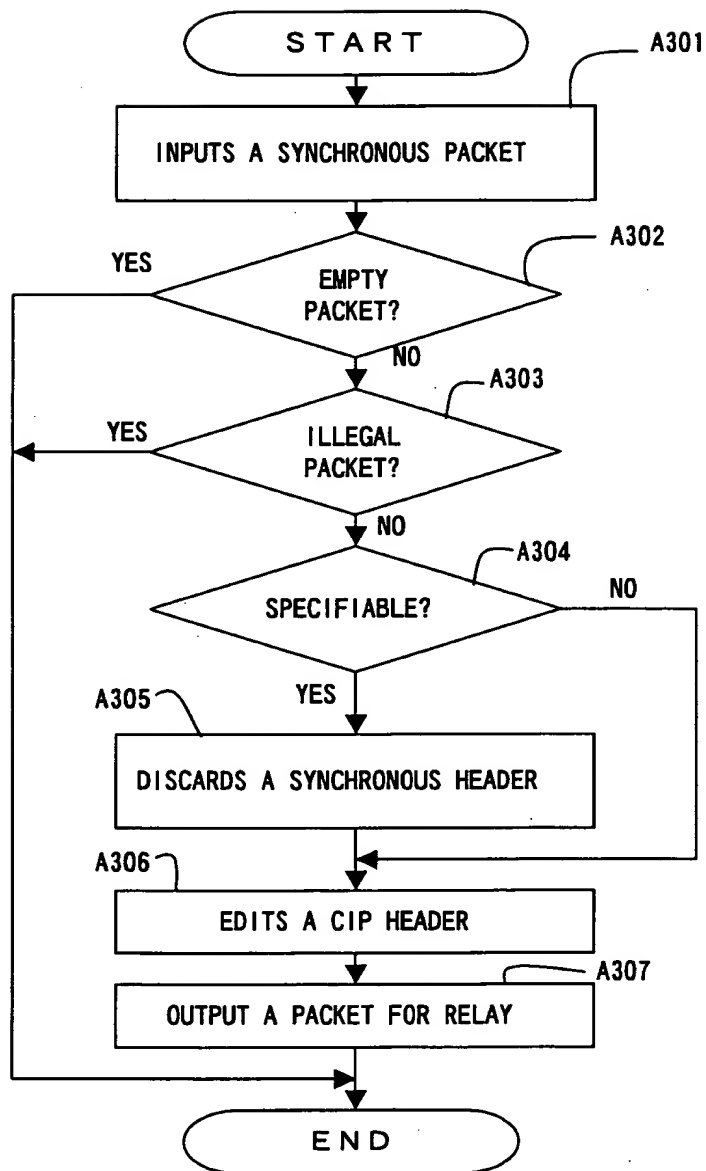 START
A301
INPUTS A SYNCHRONOUS PACKET
A302
YES
EMPTY
PACKET?
NO
A303
YES
ILLEGAL
PACKET?
NO
A304
SPECIFIABLE?
NO
YES
A305
DISCARDS A SYNCHRONOUS HEADER
A306
EDITS A CIP HEADER
A307
OUTPUT A PACKET FOR RELAY
END